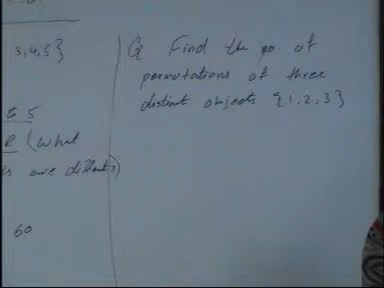 3,4,5}
5
R (what
are distinct)
60
Q Find the no. of
permutations of three
distinct objects {1,2,3}